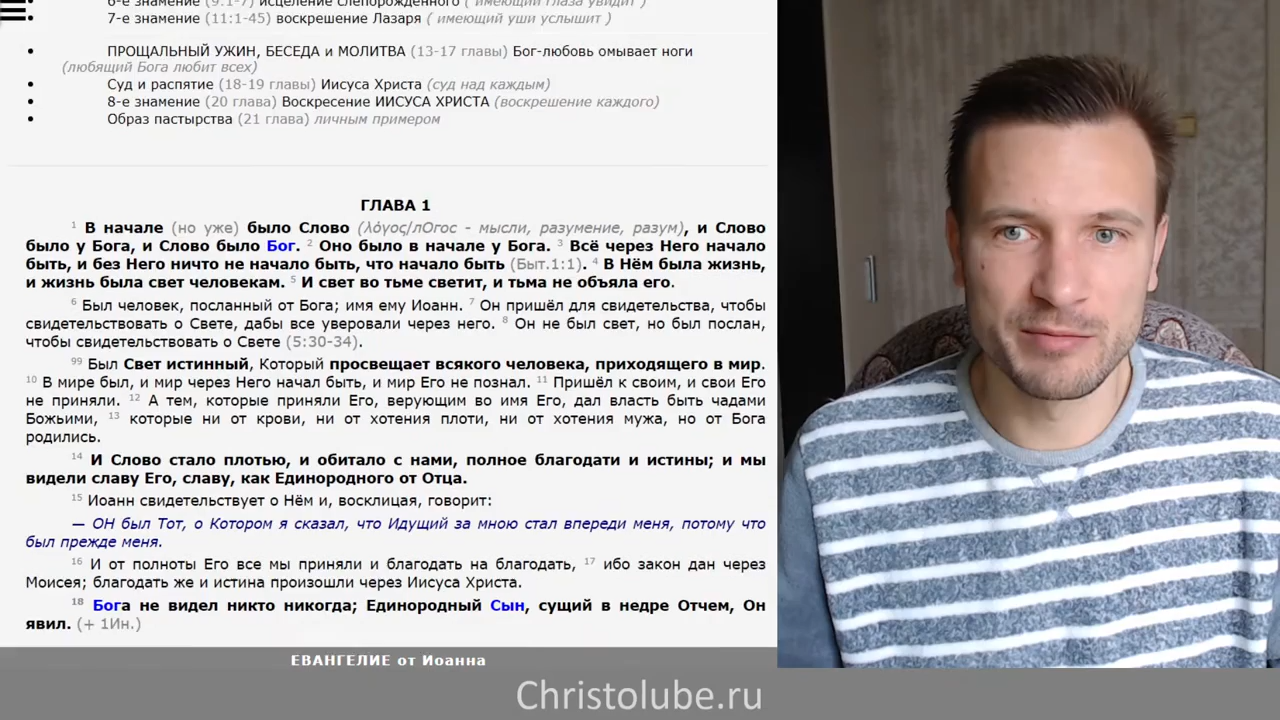 6-е знамение (9:1-7) исцеление слепорождённого ( имеющий глаза увидит )
7-е знамение (11:1-45) воскрешение Лазаря ( имеющий уши услышит )
ПРОЩАЛЬНЫЙ УЖИН, БЕСЕДА и МОЛИТВА (13-17 главы) Бог-любовь омывает ноги
(любящий Бога любит всех)
Суд и распятие (18-19 главы) Иисуса Христа (суд над каждым)
8-е знамение (20 глава) Воскресение ИИСУСА ХРИСТА (воскрешение каждого)
Образ пастырства (21 глава) личным примером
ГЛАВА 1
1 В начале (но уже) было Слово (λόγος/лОгос - мысли, разумение, разум), и Слово
было у Бога, и Слово было Бог. 2 Оно было в начале у Бога. 3 Всё через Него начало
быть, и без Него ничто не начало быть, что начало быть (Быт.1:1). 4 В Нём была жизнь,
и жизнь была свет человекам. 5 И свет во тьме светит, и тьма не объяла его.
6 Был человек, посланный от Бога; имя ему Иоанн. 7 Он пришёл для свидетельства, чтобы
свидетельствовать о Свете, дабы все уверовали через него. 8 Он не был свет, но был послан,
чтобы свидетельствовать о Свете (5:30-34).
99 Был Свет истинный, Который просвещает всякого человека, приходящего в мир.
10 В мире был, и мир через Него начал быть, и мир Его не познал. 11 Пришёл к своим, и свои Его
не приняли. 12 А тем, которые приняли Его, верующим во имя Его, дал власть быть чадами
Божьими, 13 которые ни от крови, ни от хотения плоти, ни от хотения мужа, но от Бога
родились.
14 И Слово стало плотью, и обитало с нами, полное благодати и истины; и мы
видели славу Его, славу, как Единородного от Отца.
15 Иоанн свидетельствует о Нём и, восклицая, говорит:
— ОН был Тот, о Котором я сказал, что Идущий за мною стал впереди меня, потому что
был прежде меня.
16 И от полноты Его все мы приняли и благодать на благодать, 17 ибо закон дан через
Моисея; благодать же и истина произошли через Иисуса Христа.
18 Бога не видел никто никогда; Единородный Сын, сущий в недре Отчем, Он
явил. (+ 1Ин.)
ЕВАНГЕЛИЕ от Иоанна
Christolube.ru